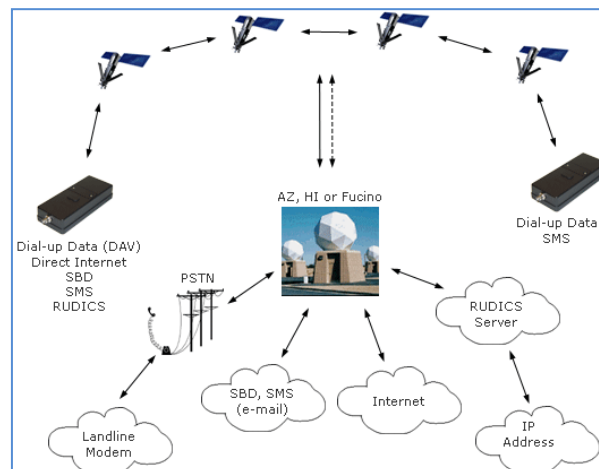 AZ, HI or Fucino
Dial-up Data (DAV)
Direct Internet
SBD
SMS
RUDICS
Dial-up Data
SMS
PSTN
RUDICS
Server
SBD, SMS
(e-mail)
Internet
Landline
Modem
IP
Address